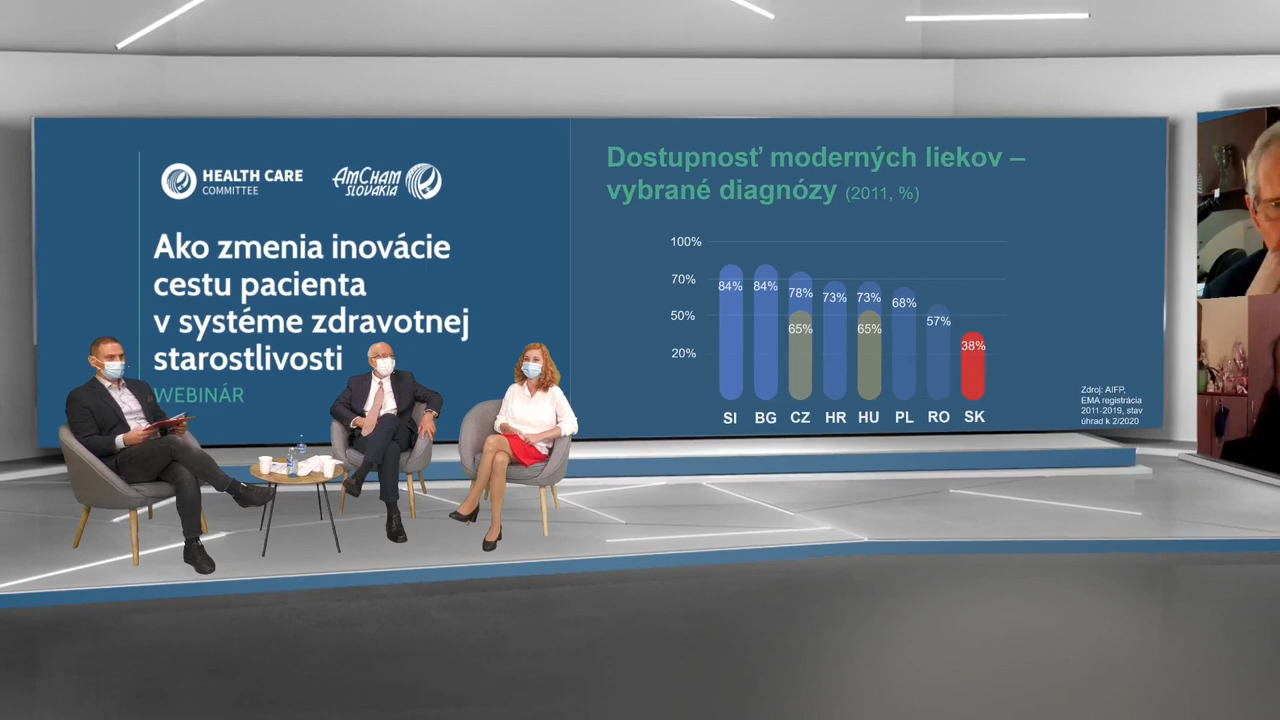 HEALTH CARE
COMMITTEE
AMCHAM
SLOVAKIA
Ako zmenia inovácie
cestu pacienta
v systéme zdravotnej
starostlivosti
WEBINÁR
Dostupnosť moderných liekov –
vybrané diagnózy (2011, %)
100%
70%
50%
20%
84%
84%
78%
65%
73%
73%
65%
68%
57%
38%
SI BG CZ HR HU PL RO SK
Zdroj: AIFP,
EMA registrácia
2011-2019, stav
úhrad k 2/2020